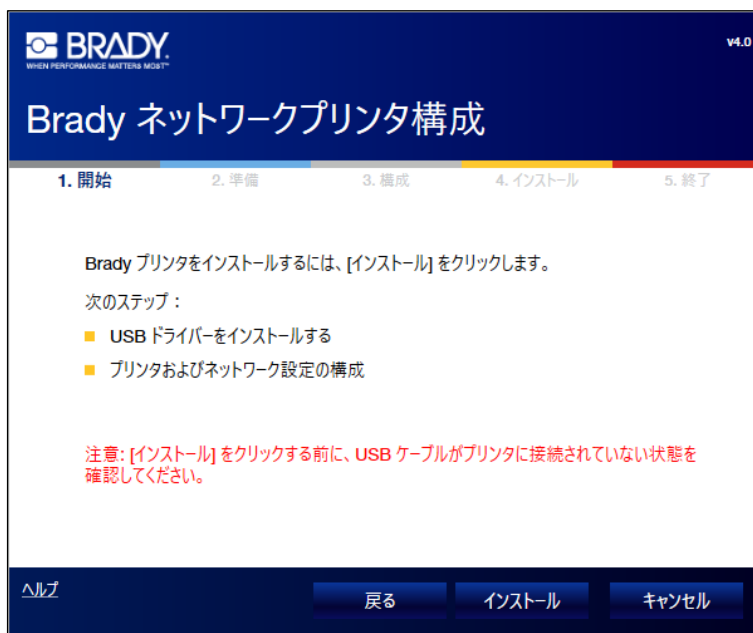 BRADY.
WHEN PERFORMANCE MATTERS MOST™
v4.0
Brady ネットワークプリンタ構成
1. 開始
2. 準備
3. 構成
4. インストール
5. 終了
Brady プリンタをインストールするには、[インストール] をクリックします。
次のステップ：
USB ドライバーをインストールする
プリンタおよびネットワーク設定の構成
注意: [インストール] をクリックする前に、USB ケーブルがプリンタに接続されていない状態を
確認してください。
ヘルプ
戻る
インストール
キャンセル